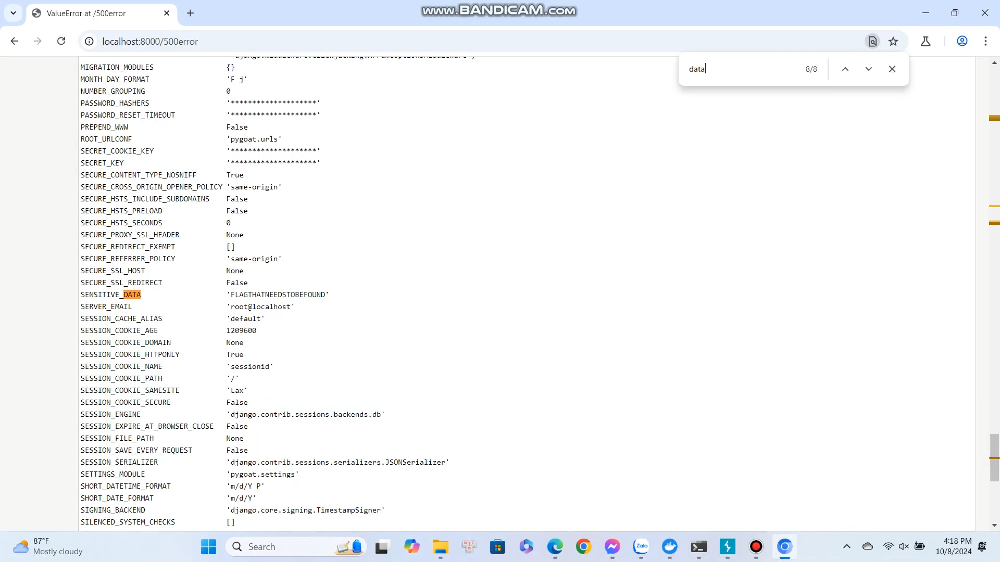 ValueError at /500error
www.BANDICAM.com
localhost:8000/500error
data
8/8
MIGRATION_MODULES {}
MONTH_DAY_FORMAT 'F j'
NUMBER_GROUPING 0
PASSWORD_HASHERS '********************'
PASSWORD_RESET_TIMEOUT '********************'
PREPEND_WWW False
ROOT_URLCONF 'pygoat.urls'
SECRET_COOKIE_KEY '********************'
SECRET_KEY '********************'
SECURE_CONTENT_TYPE_NOSNIFF True
SECURE_CROSS_ORIGIN_OPENER_POLICY 'same-origin'
SECURE_HSTS_INCLUDE_SUBDOMAINS False
SECURE_HSTS_PRELOAD False
SECURE_HSTS_SECONDS 0
SECURE_PROXY_SSL_HEADER None
SECURE_REDIRECT_EXEMPT []
SECURE_REFERRER_POLICY 'same-origin'
SECURE_SSL_HOST None
SECURE_SSL_REDIRECT False
SENSITIVE_DATA 'FLAGTHATNEEDSTOBEFOUND'
SERVER_EMAIL 'root@localhost'
SESSION_CACHE_ALIAS 'default'
SESSION_COOKIE_AGE 1209600
SESSION_COOKIE_DOMAIN None
SESSION_COOKIE_HTTPONLY True
SESSION_COOKIE_NAME 'sessionid'
SESSION_COOKIE_PATH '/'
SESSION_COOKIE_SAMESITE 'Lax'
SESSION_COOKIE_SECURE False
SESSION_ENGINE 'django.contrib.sessions.backends.db'
SESSION_EXPIRE_AT_BROWSER_CLOSE False
SESSION_FILE_PATH None
SESSION_SAVE_EVERY_REQUEST False
SESSION_SERIALIZER 'django.contrib.sessions.serializers.JSONSerializer'
SETTINGS_MODULE 'pygoat.settings'
SHORT_DATETIME_FORMAT 'm/d/Y P'
SHORT_DATE_FORMAT 'm/d/Y'
SIGNING_BACKEND 'django.core.signing.TimestampSigner'
SILENCED_SYSTEM_CHECKS []
87°F
Mostly cloudy
Search
Zalo
4:18 PM
10/8/2024